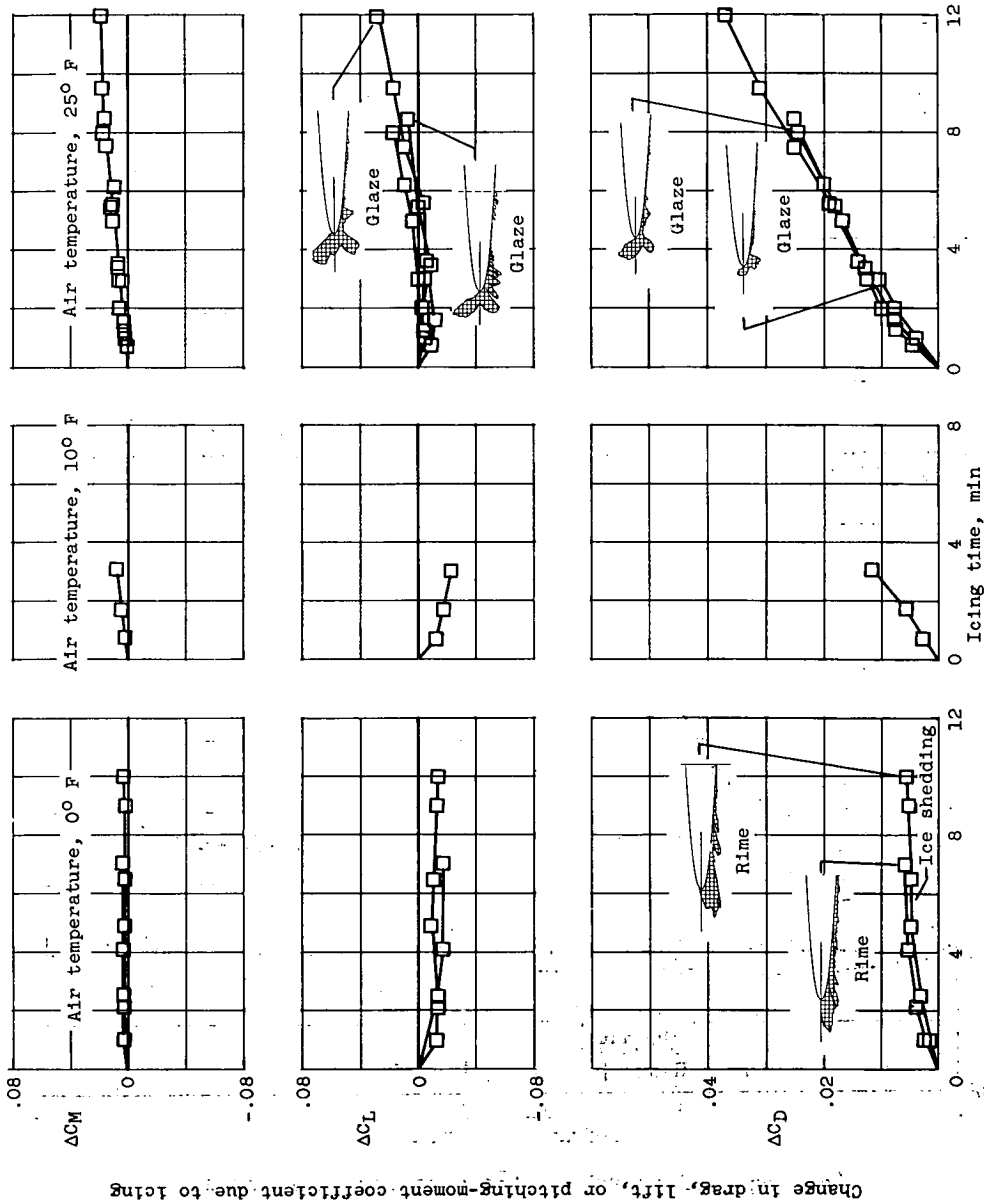 Change in drag, lift, or pitching-moment coefficient due to icing
Air temperature, 0° F
Air temperature, 10° F
Air temperature, 25° F
.08
ΔC_M
0
-.08
.08
ΔC_L
0
-.08
Glaze
Glaze
.04
.02
ΔC_D
0
Rime
Rime
Ice shedding
Glaze
Glaze
0 4 8 12
0 4 8
0 4 8 12
Icing time, min